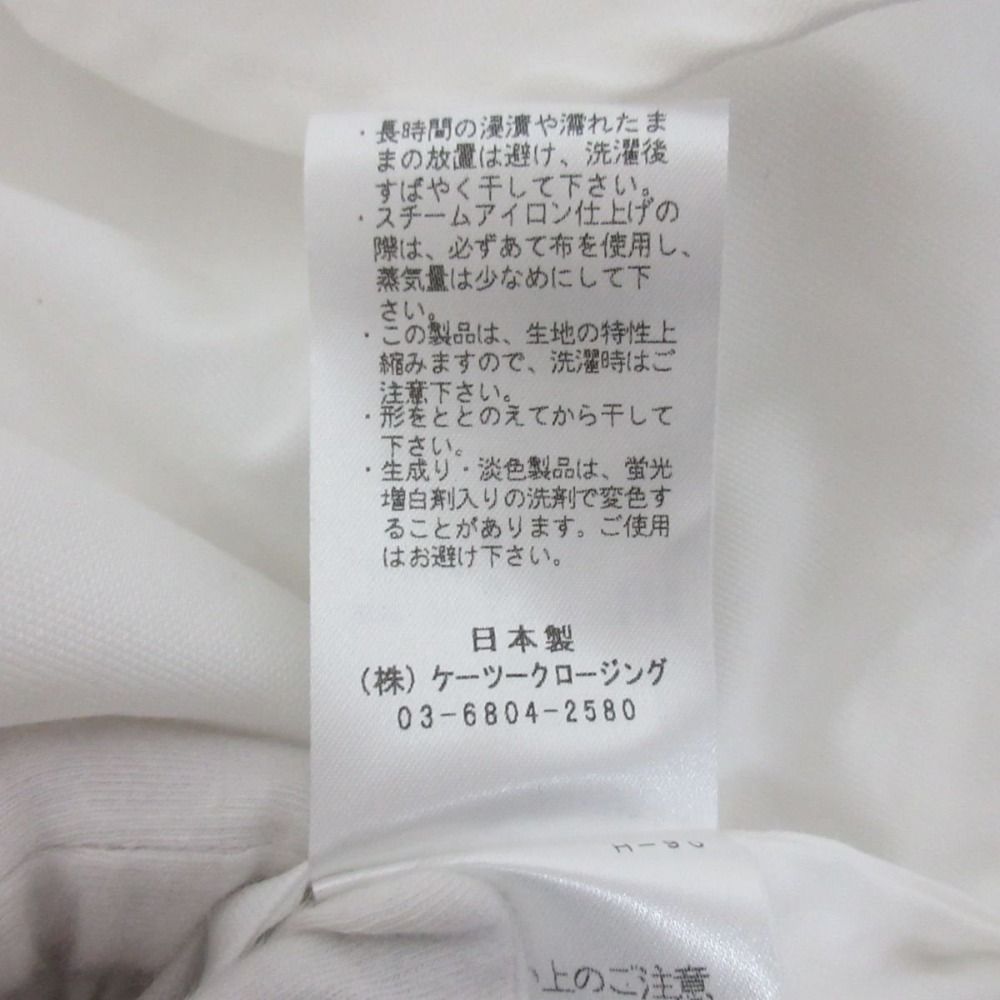 ・長時間の浸漬や濡れたま
まの放置は避け、洗濯後
すばやく干して下さい。
・スチームアイロン仕上げの
際は、必ずあて布を使用し、
蒸気量は少なめにして下
さい。
・この製品は、生地の特性上
縮みますので、洗濯時はご
注意下さい。
・形をととのえてから干して
下さい。
・生成り・淡色製品は、蛍光
増白剤入りの洗剤で変色す
ることがあります。ご使用
はお避け下さい。
日本製
(株)ケーツークロージング
03-6804-2580
い上のご注意